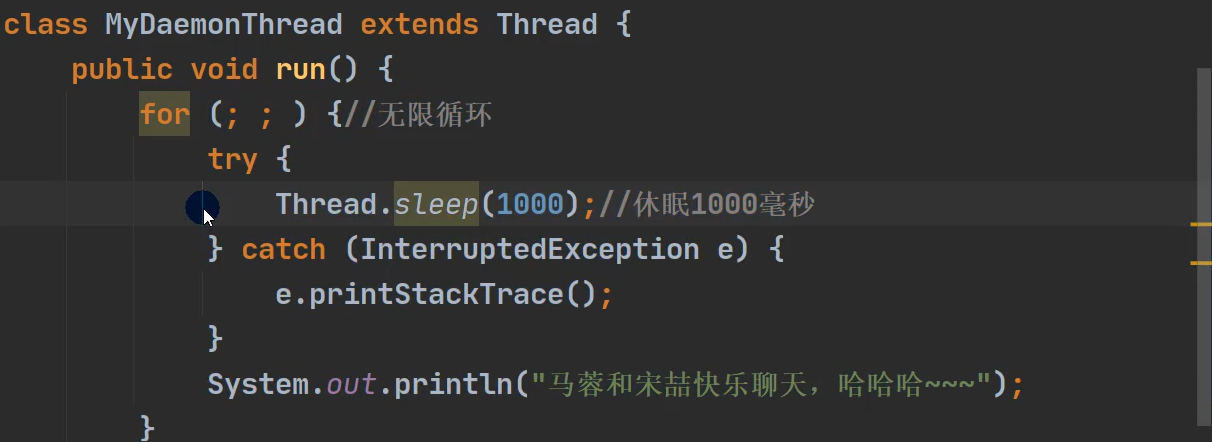 class MyDaemonThread extends Thread {
public void run() {
for (; ; ) {//无限循环
try {
Thread.sleep(1000);//休眠1000毫秒
} catch (InterruptedException e) {
e.printStackTrace();
}
System.out.println("马蓉和宋喆快乐聊天，哈哈哈~~~");
}